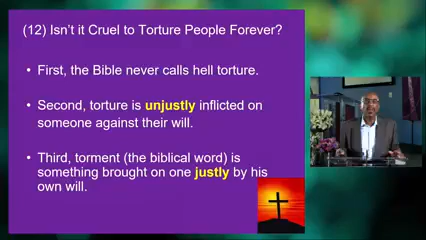 (12) Isn't it Cruel to Torture People Forever?
• First, the Bible never calls hell torture.
• Second, torture is unjustly inflicted on
someone against their will.
• Third, torment (the biblical word) is
something brought on one justly by his
own will.